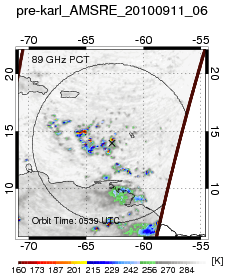 pre-karl_AMSRE_20100911_06
-70 -65 -60 -55
89 GHz PCT
20 20
15 15
10 10
Orbit Time: 0539 UTC
-70 -65 -60 -55
[K]
160 173 187 201 215 229 242 256 270 284